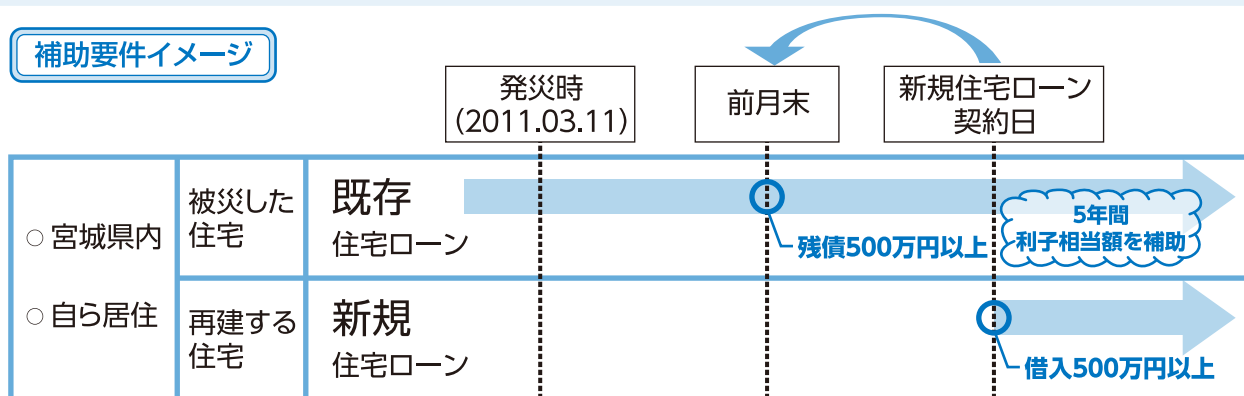 補助要件イメージ
発災時
(2011.03.11)
前月末
新規住宅ローン
契約日
○ 宮城県内
○ 自ら居住
被災した
住宅
既存
住宅ローン
残債500万円以上
5年間
利子相当額を補助
再建する
住宅
新規
住宅ローン
借入500万円以上